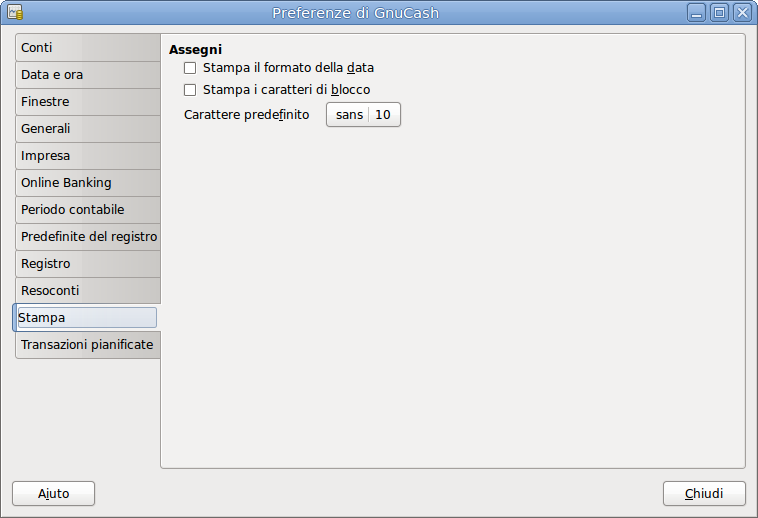 Preferenze di GnuCash
Conti
Data e ora
Finestre
Generali
Impresa
Online Banking
Periodo contabile
Predefinite del registro
Registro
Resoconti
Stampa
Transazioni pianificate
Assegni
Stampa il formato della data
Stampa i caratteri di blocco
Carattere predefinito sans 10
Aiuto
Chiudi